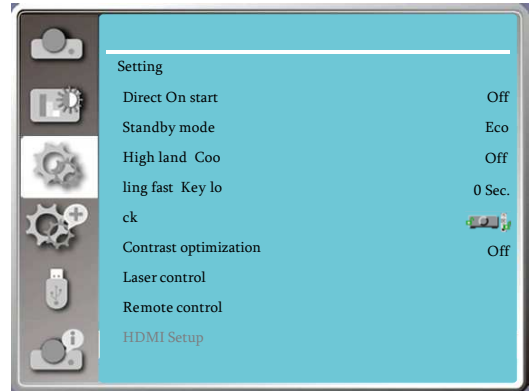 Setting
Direct On start Off
Standby mode Eco
High land Coo Off
ling fast Key lo 0 Sec.
ck
Contrast optimization Off
Laser control
Remote control
HDMI Setup